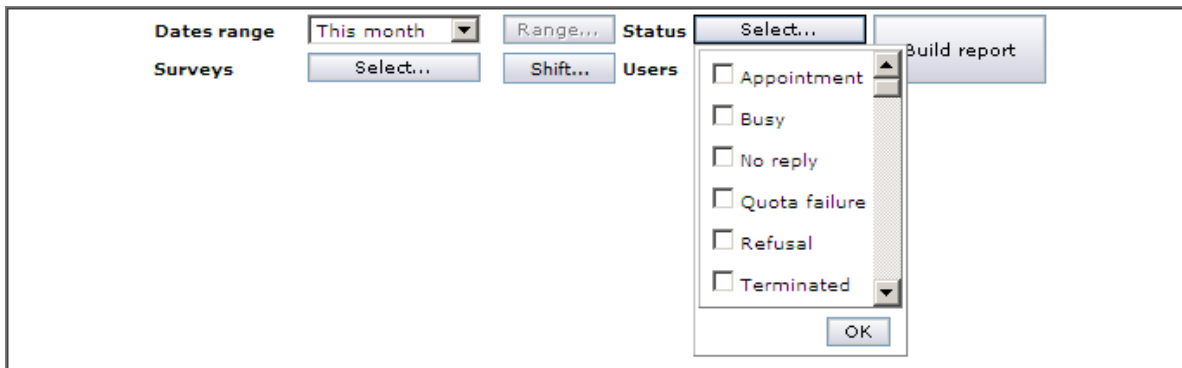 Dates range This month Range... Status Select... Build report
Surveys Select... Shift... Users
Appointment
Busy
No reply
Quota failure
Refusal
Terminated
OK